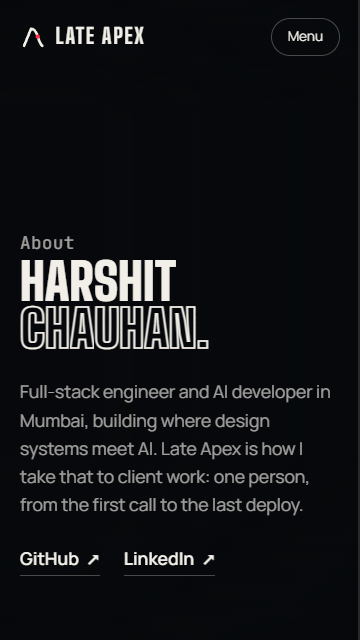 LATE APEX
Menu
About
HARSHIT
CHAUHAN.
Full-stack engineer and AI developer in
Mumbai, building where design
systems meet AI. Late Apex is how I
take that to client work: one person,
from the first call to the last deploy.
GitHub ↗ LinkedIn ↗